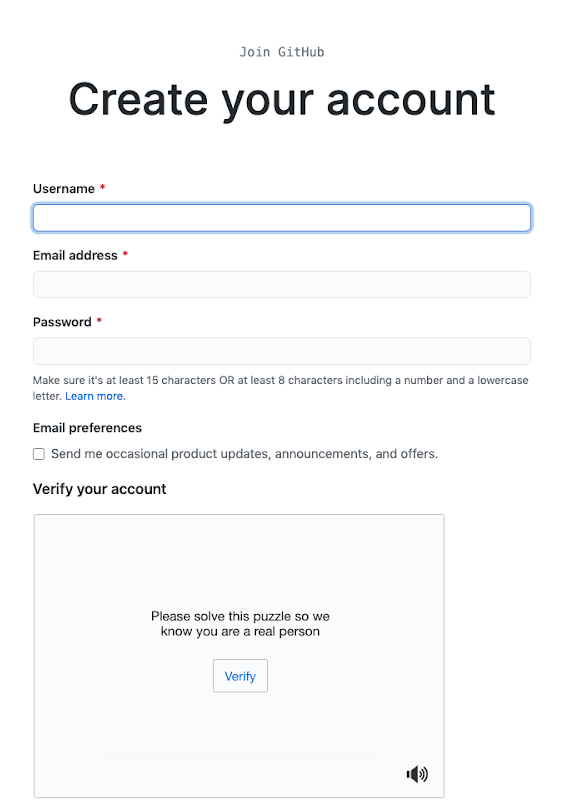 Join GitHub
Create your account
Username *
Email address *
Password *
Make sure it's at least 15 characters OR at least 8 characters including a number and a lowercase
letter. Learn more.
Email preferences
Send me occasional product updates, announcements, and offers.
Verify your account
Please solve this puzzle so we
know you are a real person
Verify